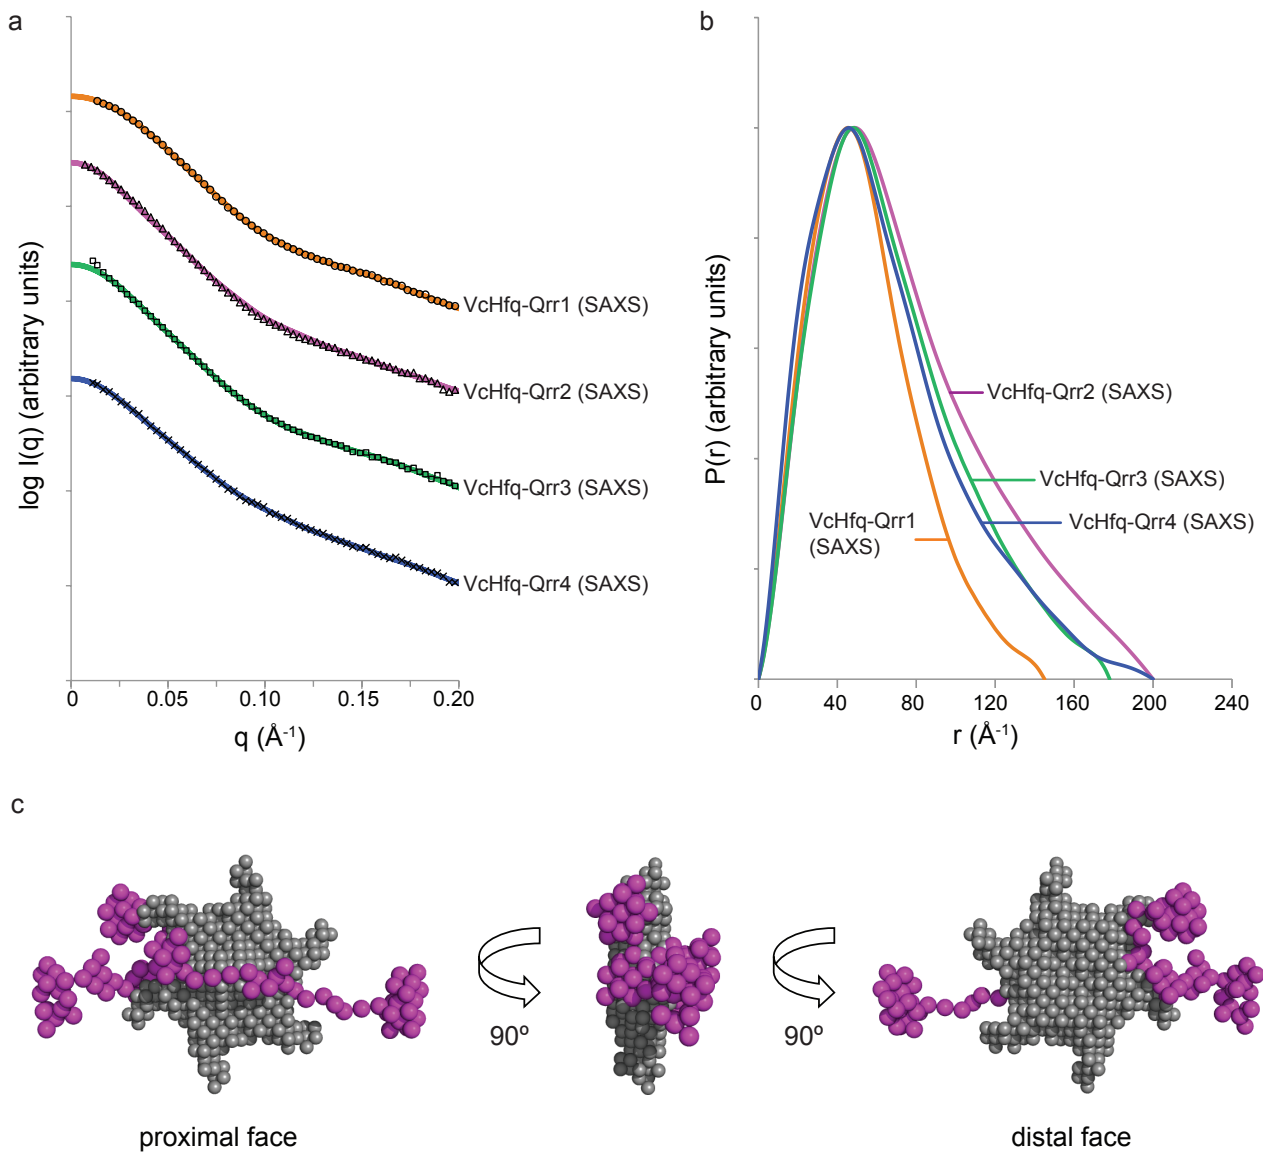 a
log I(q) (arbitrary units)
VcHfq-Qrr1 (SAXS)
VcHfq-Qrr2 (SAXS)
VcHfq-Qrr3 (SAXS)
VcHfq-Qrr4 (SAXS)
0 0.05 0.10 0.15 0.20
q (Å-1)
b
P(r) (arbitrary units)
VcHfq-Qrr2 (SAXS)
VcHfq-Qrr3 (SAXS)
VcHfq-Qrr1
(SAXS)
VcHfq-Qrr4 (SAXS)
0 40 80 120 160 200 240
r (Å-1)
c
90º
90º
proximal face
distal face